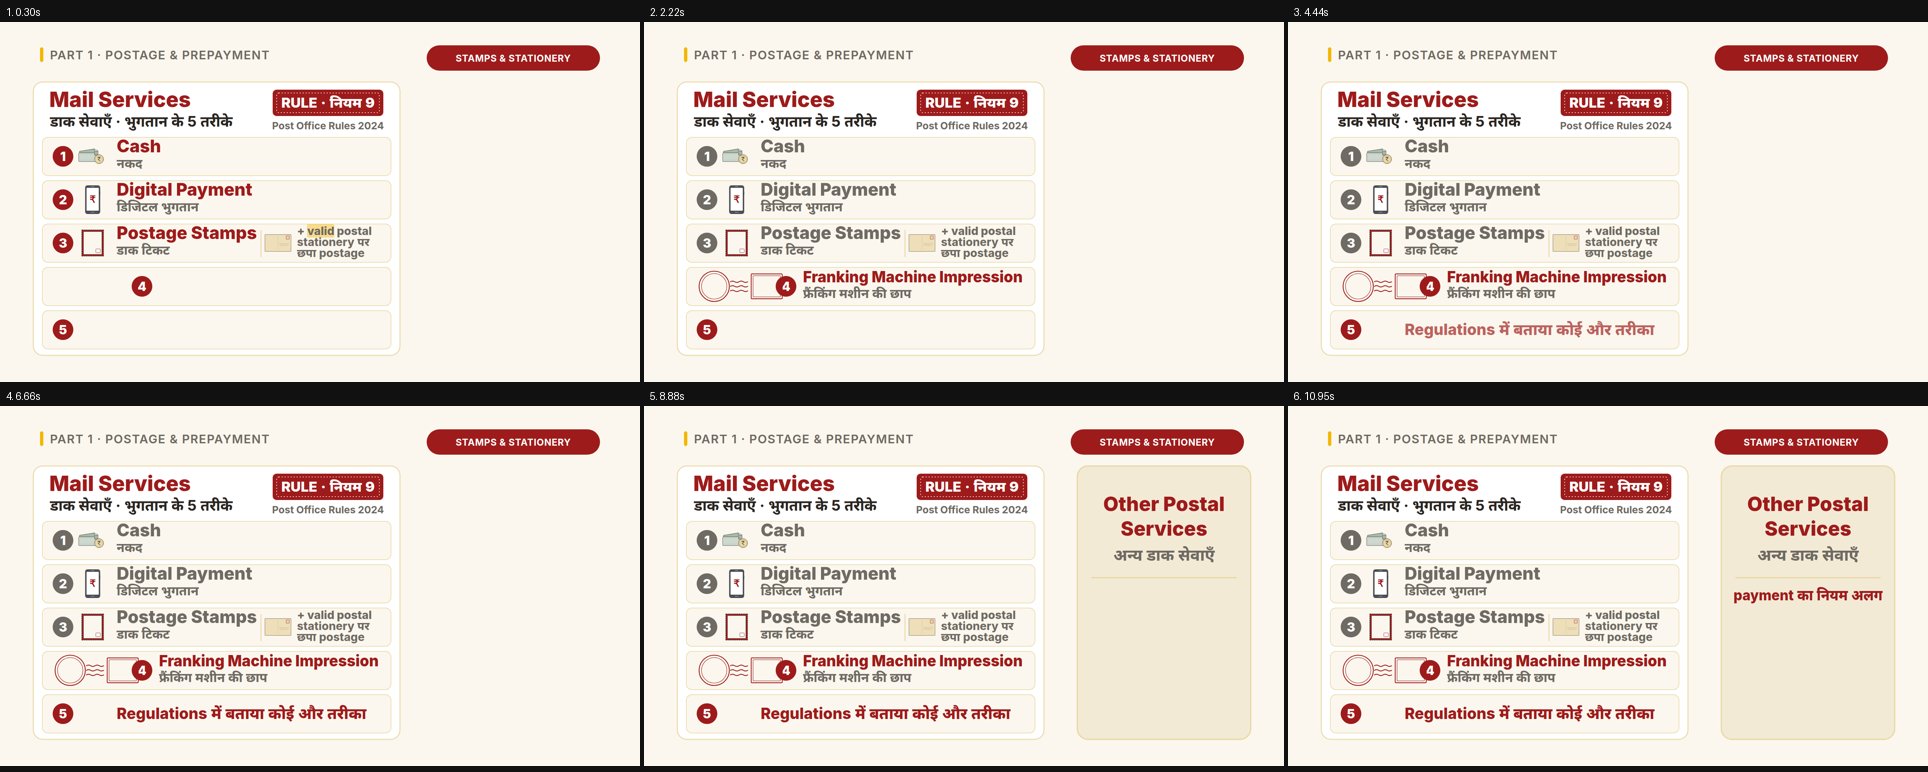 1. 0.30s
PART 1 · POSTAGE & PREPAYMENT
STAMPS & STATIONERY
Mail Services
RULE · नियम 9
डाक सेवाएँ · भुगतान के 5 तरीके
Post Office Rules 2024
1
Cash
नकद
2
₹
Digital Payment
डिजिटल भुगतान
3
Postage Stamps
डाक टिकट
+ valid postal
stationery पर
छपा postage
4
5
2. 2.22s
PART 1 · POSTAGE & PREPAYMENT
STAMPS & STATIONERY
Mail Services
RULE · नियम 9
डाक सेवाएँ · भुगतान के 5 तरीके
Post Office Rules 2024
1
Cash
नकद
2
₹
Digital Payment
डिजिटल भुगतान
3
Postage Stamps
डाक टिकट
+ valid postal
stationery पर
छपा postage
4
Franking Machine Impression
फ्रैंकिंग मशीन की छाप
5
3. 4.44s
PART 1 · POSTAGE & PREPAYMENT
STAMPS & STATIONERY
Mail Services
RULE · नियम 9
डाक सेवाएँ · भुगतान के 5 तरीके
Post Office Rules 2024
1
Cash
नकद
2
₹
Digital Payment
डिजिटल भुगतान
3
Postage Stamps
डाक टिकट
+ valid postal
stationery पर
छपा postage
4
Franking Machine Impression
फ्रैंकिंग मशीन की छाप
5
Regulations में बताया कोई और तरीका
4. 6.66s
PART 1 · POSTAGE & PREPAYMENT
STAMPS & STATIONERY
Mail Services
RULE · नियम 9
डाक सेवाएँ · भुगतान के 5 तरीके
Post Office Rules 2024
1
Cash
नकद
2
₹
Digital Payment
डिजिटल भुगतान
3
Postage Stamps
डाक टिकट
+ valid postal
stationery पर
छपा postage
4
Franking Machine Impression
फ्रैंकिंग मशीन की छाप
5
Regulations में बताया कोई और तरीका
5. 8.88s
PART 1 · POSTAGE & PREPAYMENT
STAMPS & STATIONERY
Mail Services
RULE · नियम 9
डाक सेवाएँ · भुगतान के 5 तरीके
Post Office Rules 2024
1
Cash
नकद
2
₹
Digital Payment
डिजिटल भुगतान
3
Postage Stamps
डाक टिकट
+ valid postal
stationery पर
छपा postage
4
Franking Machine Impression
फ्रैंकिंग मशीन की छाप
5
Regulations में बताया कोई और तरीका
Other Postal
Services
अन्य डाक सेवाएँ
6. 10.95s
PART 1 · POSTAGE & PREPAYMENT
STAMPS & STATIONERY
Mail Services
RULE · नियम 9
डाक सेवाएँ · भुगतान के 5 तरीके
Post Office Rules 2024
1
Cash
नकद
2
₹
Digital Payment
डिजिटल भुगतान
3
Postage Stamps
डाक टिकट
+ valid postal
stationery पर
छपा postage
4
Franking Machine Impression
फ्रैंकिंग मशीन की छाप
5
Regulations में बताया कोई और तरीका
Other Postal
Services
अन्य डाक सेवाएँ
payment का नियम अलग